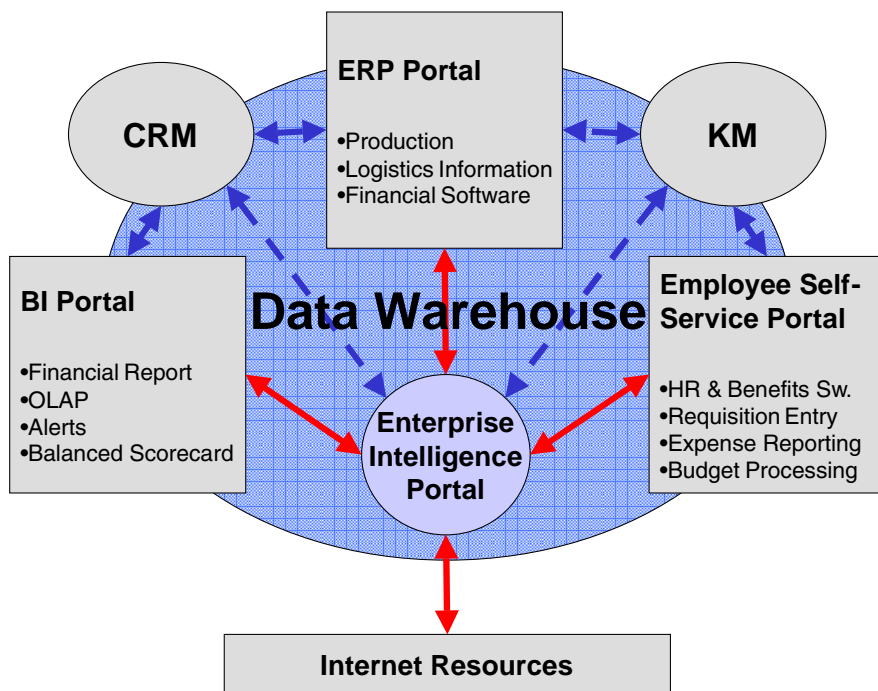 ERP Portal
•Production
•Logistics Information
•Financial Software
CRM
KM
BI Portal
•Financial Report
•OLAP
•Alerts
•Balanced Scorecard
Data Warehouse
Employee Self-
Service Portal
•HR & Benefits Sw.
•Requisition Entry
•Expense Reporting
•Budget Processing
Enterprise
Intelligence
Portal
Internet Resources